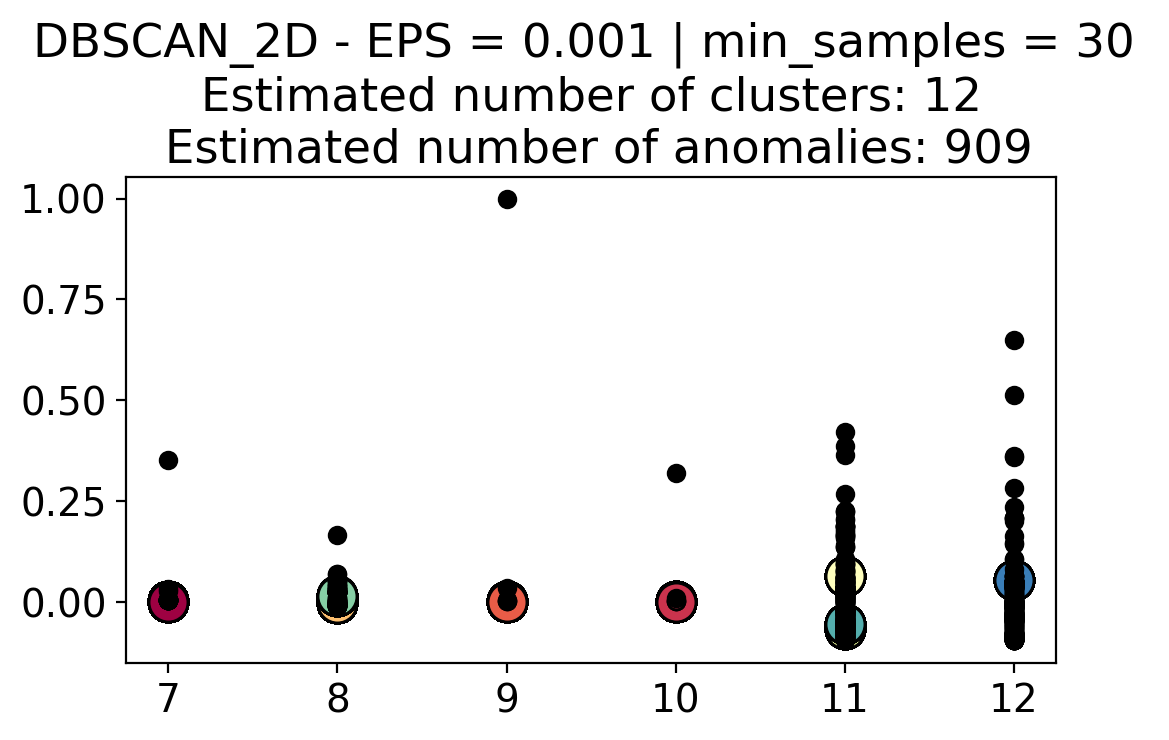 DBSCAN_2D - EPS = 0.001 | min_samples = 30
Estimated number of clusters: 12
Estimated number of anomalies: 909
1.00
0.75
0.50
0.25
0.00
7 8 9 10 11 12